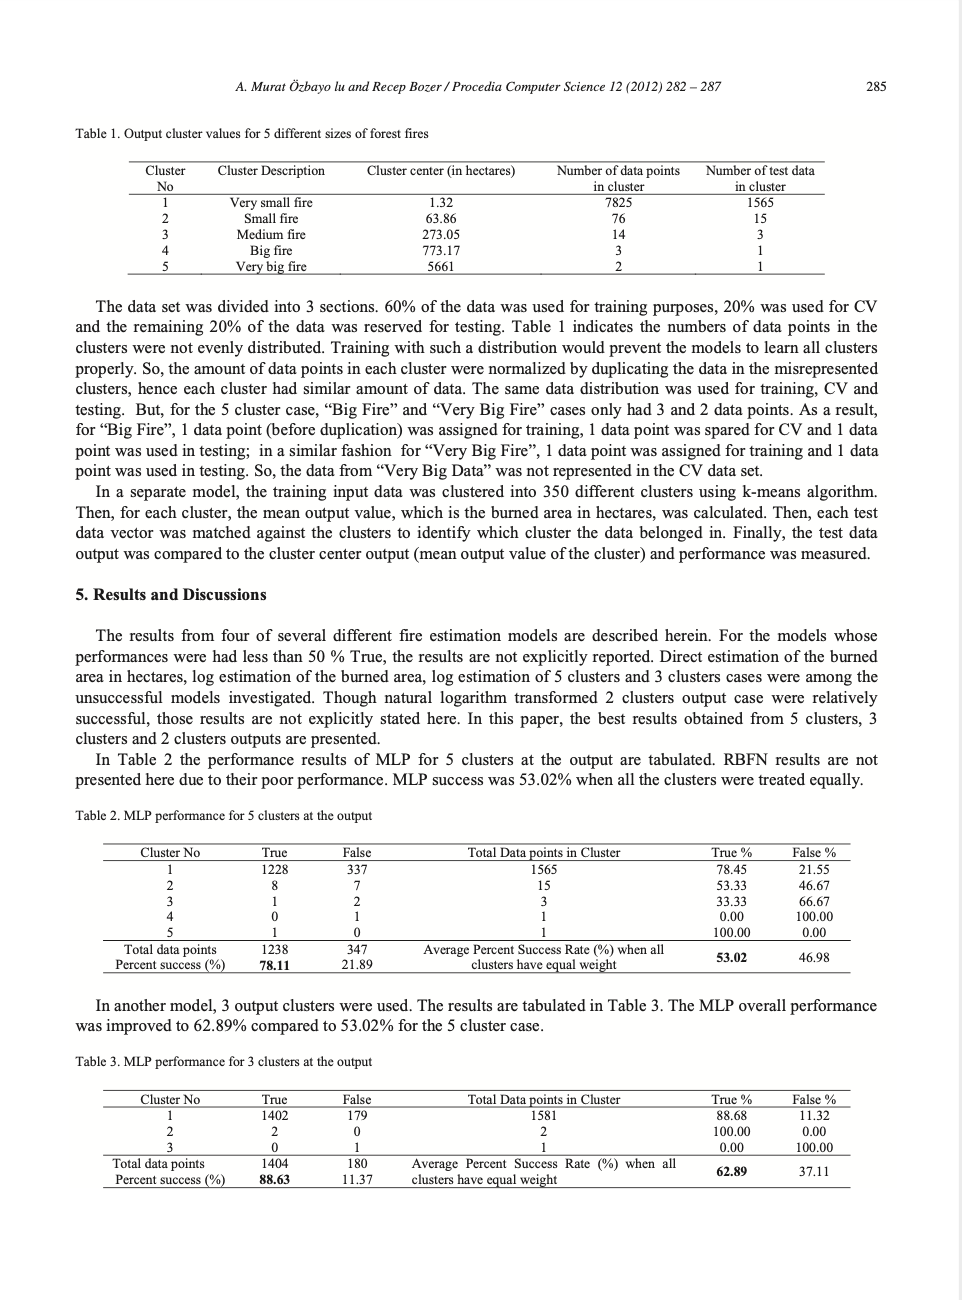 A. Murat Özbayo lu and Recep Bozer / Procedia Computer Science 12 (2012) 282 – 287 285
Table 1. Output cluster values for 5 different sizes of forest fires
Cluster No Cluster Description Cluster center (in hectares) Number of data points in cluster Number of test data in cluster
1 Very small fire 1.32 7825 1565
2 Small fire 63.86 76 15
3 Medium fire 273.05 14 3
4 Big fire 773.17 3 1
5 Very big fire 5661 2 1
The data set was divided into 3 sections. 60% of the data was used for training purposes, 20% was used for CV
and the remaining 20% of the data was reserved for testing. Table 1 indicates the numbers of data points in the
clusters were not evenly distributed. Training with such a distribution would prevent the models to learn all clusters
properly. So, the amount of data points in each cluster were normalized by duplicating the data in the misrepresented
clusters, hence each cluster had similar amount of data. The same data distribution was used for training, CV and
testing. But, for the 5 cluster case, “Big Fire” and “Very Big Fire” cases only had 3 and 2 data points. As a result,
for “Big Fire”, 1 data point (before duplication) was assigned for training, 1 data point was spared for CV and 1 data
point was used in testing; in a similar fashion for “Very Big Fire”, 1 data point was assigned for training and 1 data
point was used in testing. So, the data from “Very Big Data” was not represented in the CV data set.
In a separate model, the training input data was clustered into 350 different clusters using k-means algorithm.
Then, for each cluster, the mean output value, which is the burned area in hectares, was calculated. Then, each test
data vector was matched against the clusters to identify which cluster the data belonged in. Finally, the test data
output was compared to the cluster center output (mean output value of the cluster) and performance was measured.
5. Results and Discussions
The results from four of several different fire estimation models are described herein. For the models whose
performances were had less than 50 % True, the results are not explicitly reported. Direct estimation of the burned
area in hectares, log estimation of the burned area, log estimation of 5 clusters and 3 clusters cases were among the
unsuccessful models investigated. Though natural logarithm transformed 2 clusters output case were relatively
successful, those results are not explicitly stated here. In this paper, the best results obtained from 5 clusters, 3
clusters and 2 clusters outputs are presented.
In Table 2 the performance results of MLP for 5 clusters at the output are tabulated. RBFN results are not
presented here due to their poor performance. MLP success was 53.02% when all the clusters were treated equally.
Table 2. MLP performance for 5 clusters at the output
Cluster No True False Total Data points in Cluster True % False %
1 1228 337 1565 78.45 21.55
2 8 7 15 53.33 46.67
3 1 2 3 33.33 66.67
4 0 1 1 0.00 100.00
5 1 0 1 100.00 0.00
Total data points 1238 347 Average Percent Success Rate (%) when all
Percent success (%) 78.11 21.89 clusters have equal weight 53.02 46.98
In another model, 3 output clusters were used. The results are tabulated in Table 3. The MLP overall performance
was improved to 62.89% compared to 53.02% for the 5 cluster case.
Table 3. MLP performance for 3 clusters at the output
Cluster No True False Total Data points in Cluster True % False %
1 1402 179 1581 88.68 11.32
2 2 0 2 100.00 0.00
3 0 1 1 0.00 100.00
Total data points 1404 180 Average Percent Success Rate (%) when all
Percent success (%) 88.63 11.37 clusters have equal weight 62.89 37.11